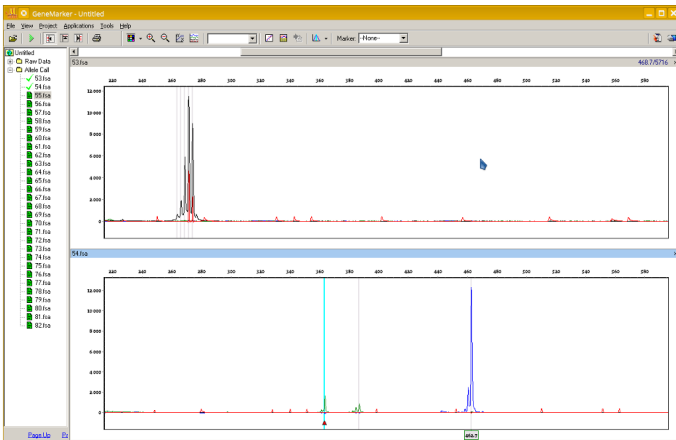 GeneMarker - Untitled
File View Project Applications Tools Help
Marker: -None-
Untitled
Raw Data
Allele Call
53.fsa
54.fsa
55.fsa
56.fsa
57.fsa
58.fsa
59.fsa
60.fsa
61.fsa
62.fsa
63.fsa
64.fsa
65.fsa
66.fsa
67.fsa
68.fsa
69.fsa
70.fsa
71.fsa
72.fsa
73.fsa
74.fsa
75.fsa
76.fsa
77.fsa
78.fsa
79.fsa
80.fsa
81.fsa
82.fsa
Page Up
53.fsa 468.7/5716
220 240 260 280 300 320 340 360 380 400 420 440 460 480 500 520 540 560 580
12.000
10.000
8.000
6.000
4.000
2.000
0
54.fsa
220 240 260 280 300 320 340 360 380 400 420 440 460 480 500 520 540 560 580
12.000
10.000
8.000
6.000
4.000
2.000
0